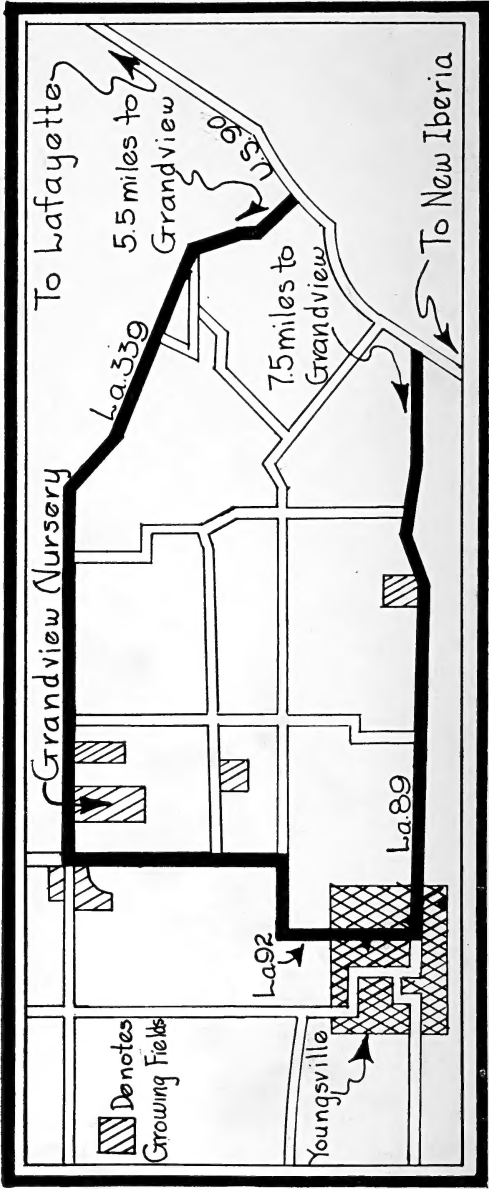 To Lafayette
5.5 miles to
Grandview
U.S. 90
La. 339
7.5 miles to
Grandview
To New Iberia
Grandview Nursery
La. 89
La 92
Denotes
Growing Fields
Youngsville